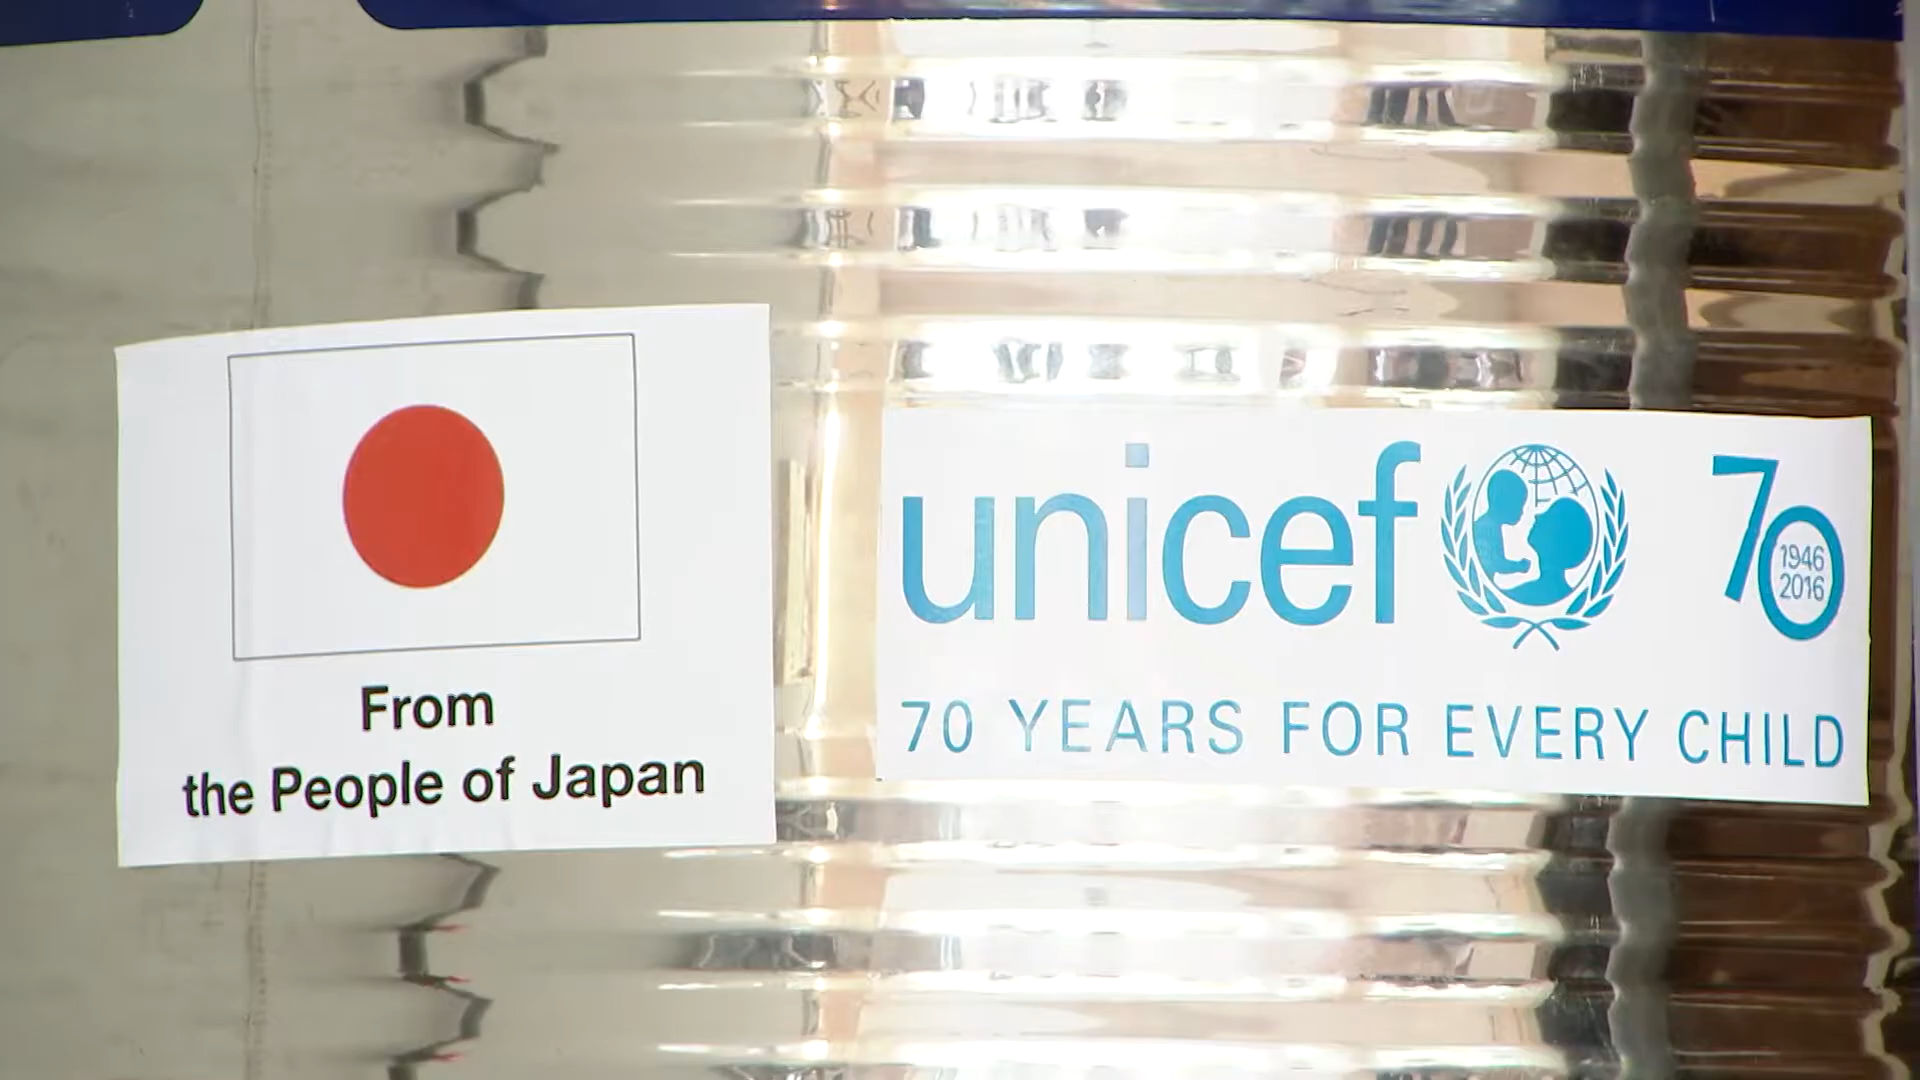 From
the People of Japan
unicef 70
1946
2016
70 YEARS FOR EVERY CHILD